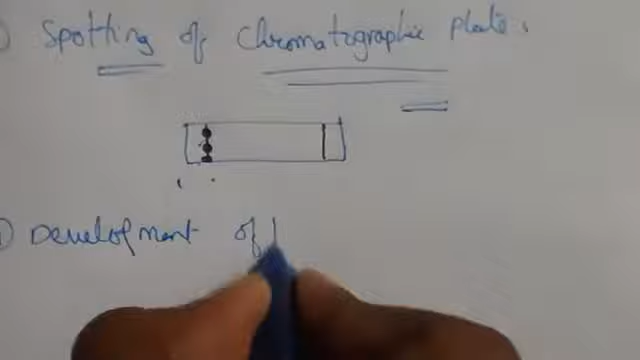 ) Spotting of Chromatographic plate.
) Development of